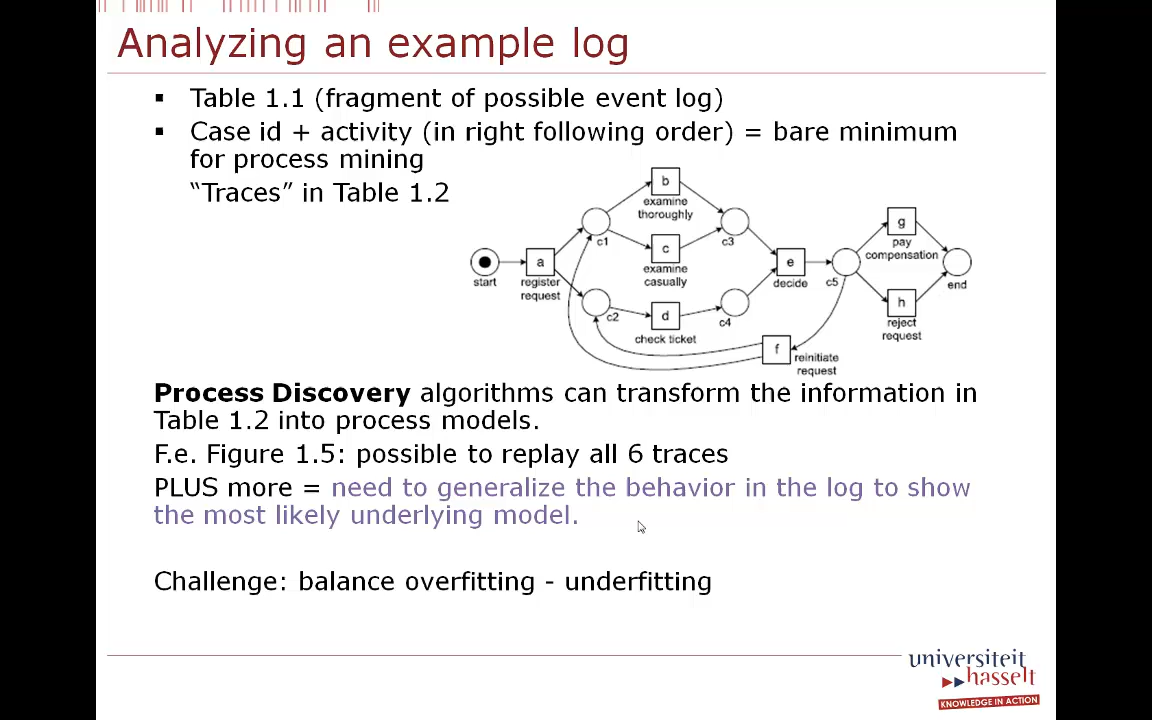 Analyzing an example log
Table 1.1 (fragment of possible event log)
Case id + activity (in right following order) = bare minimum
for process mining
“Traces” in Table 1.2
b
examine
thoroughly
g
pay
compensation
c1
c3
c
examine
casually
start
a
register
request
e
decide
c5
end
c2
d
check ticket
c4
h
reject
request
f
reinitiate
request
Process Discovery algorithms can transform the information in
Table 1.2 into process models.
F.e. Figure 1.5: possible to replay all 6 traces
PLUS more = need to generalize the behavior in the log to show
the most likely underlying model.
Challenge: balance overfitting - underfitting
universiteit
hasselt
KNOWLEDGE IN ACTION